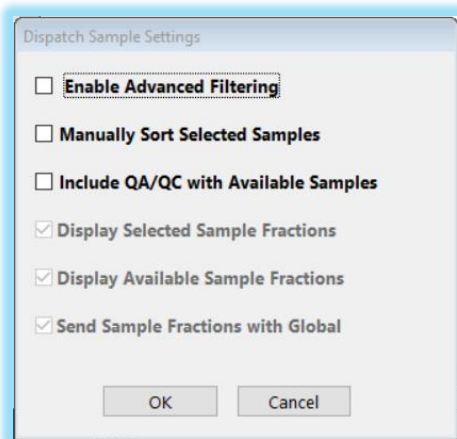 Dispatch Sample Settings
Enable Advanced Filtering
Manually Sort Selected Samples
Include QA/QC with Available Samples
Display Selected Sample Fractions
Display Available Sample Fractions
Send Sample Fractions with Global
OK Cancel